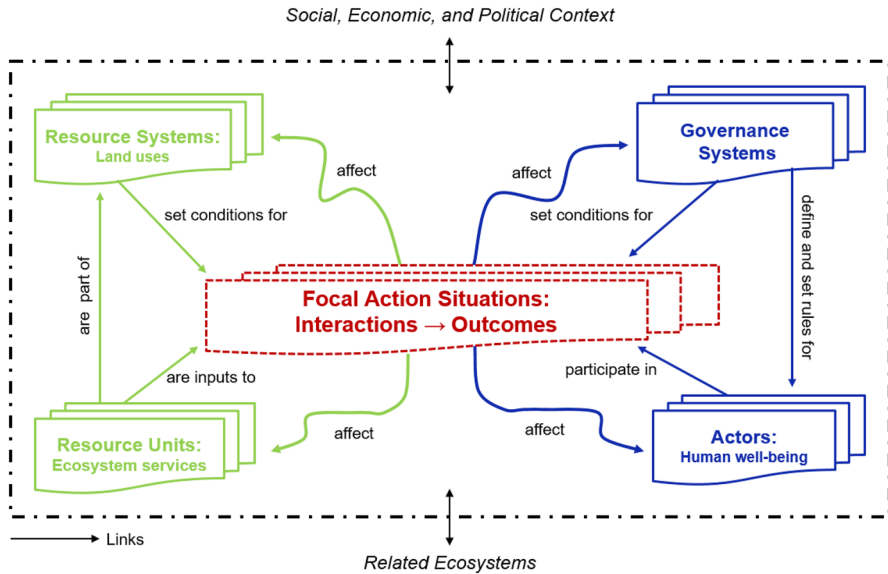 Social, Economic, and Political Context
Resource Systems:
Land uses
Governance
Systems
affect
affect
set conditions for
set conditions for
define and set rules for
are part of
Focal Action Situations:
Interactions → Outcomes
are inputs to
participate in
affect
affect
Resource Units:
Ecosystem services
Actors:
Human well-being
Links
Related Ecosystems